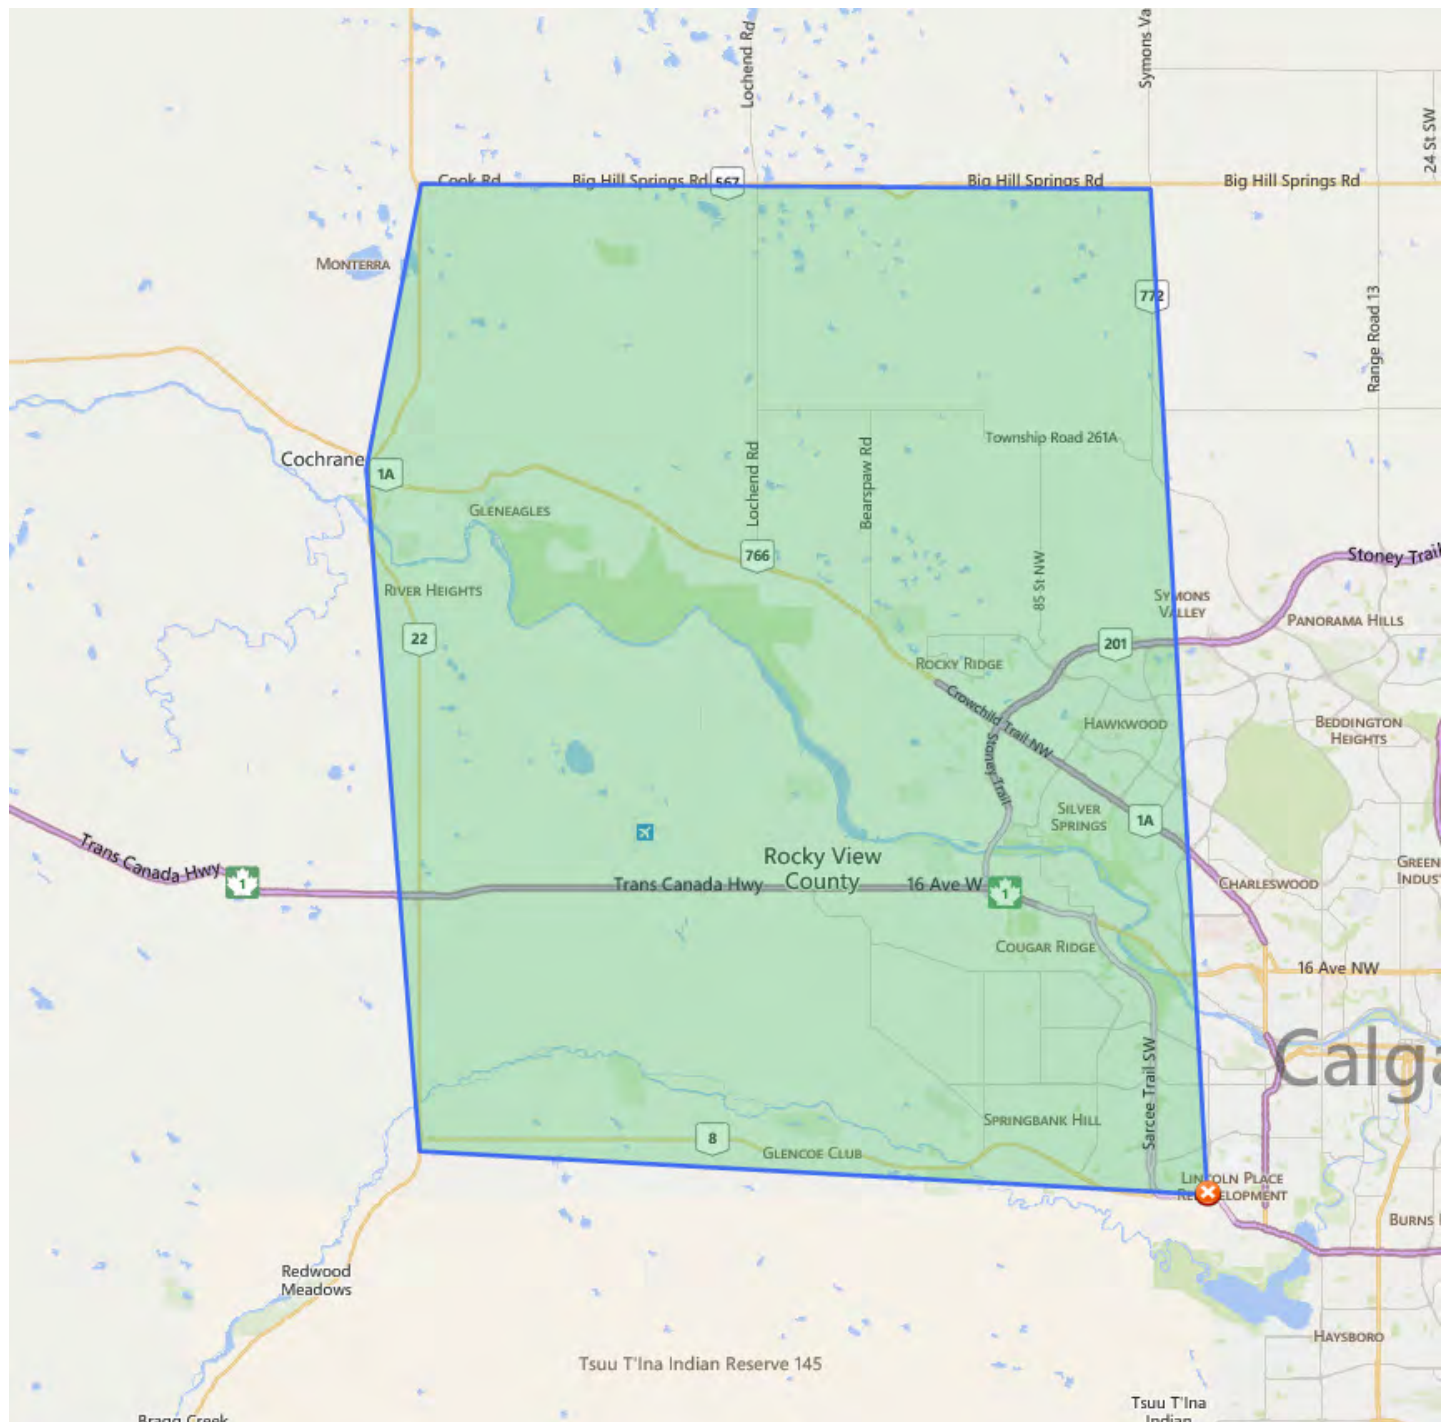 Lochend Rd
Symons Va
24 St SW
Cook Rd
Big Hill Springs Rd
567
Big Hill Springs Rd
Big Hill Springs Rd
MONTERRA
772
Range Road 13
Township Road 261A
Cochrane
1A
Lochend Rd
Bearspaw Rd
GLENEAGLES
766
Stoney Trail
85 St NW
RIVER HEIGHTS
SYMONS
VALLEY
PANORAMA HILLS
22
201
ROCKY RIDGE
Crowchild Trail NW
HAWKWOOD
BEDDINGTON
HEIGHTS
Stoney Trail
SILVER
SPRINGS
1A
Trans Canada Hwy
1
Rocky View
County
Trans Canada Hwy
16 Ave W
1
CHARLESWOOD
GREEN
INDUS
COUGAR RIDGE
16 Ave NW
Calga
Sarcee Trail SW
SPRINGBANK HILL
8
GLENCOE CLUB
LINCOLN PLACE
RE ELOPMENT
BURNS
Redwood
Meadows
HAYSBORO
Tsuu T'Ina Indian Reserve 145
Tsuu T'Ina
Indian
Bragg Creek